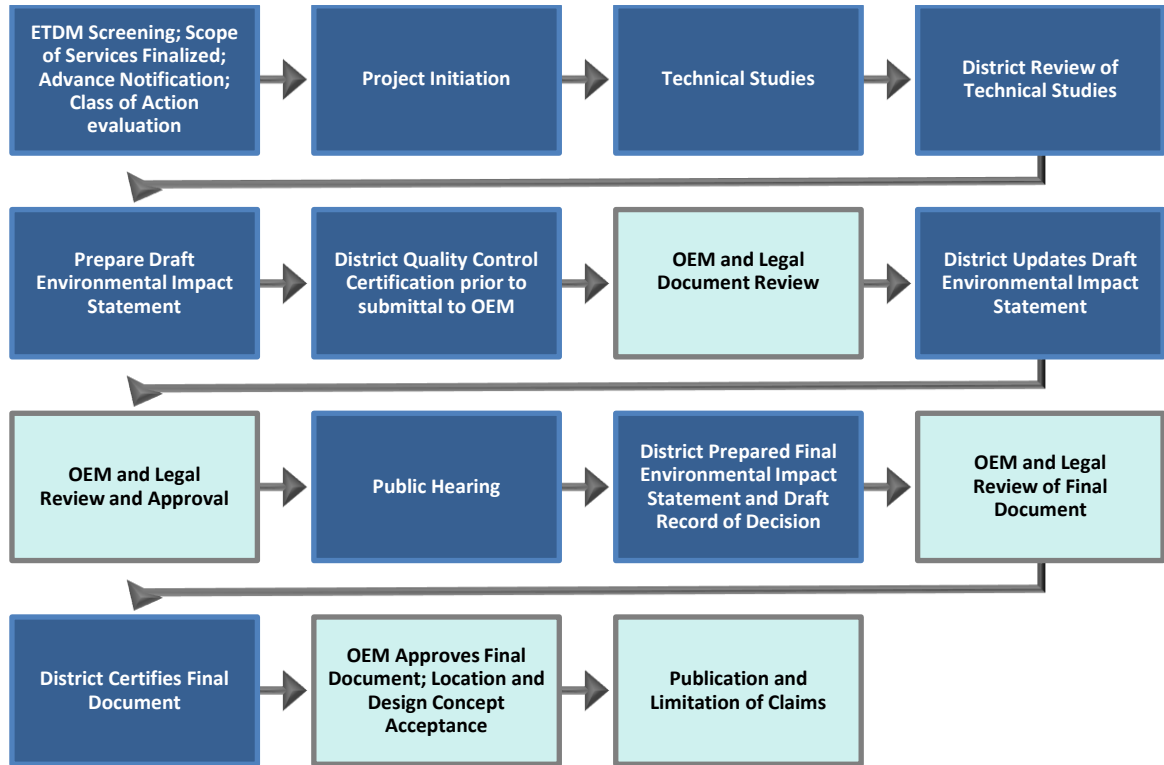 ETDM Screening; Scope of
Services Finalized;
Advance Notification;
Class of Action
evaluation
Project Initiation
Technical Studies
District Review of
Technical Studies
Prepare Draft
Environmental Impact
Statement
District Quality Control
Certification prior to
submittal to OEM
OEM and Legal
Document Review
District Updates Draft
Environmental Impact
Statement
OEM and Legal
Review and Approval
Public Hearing
District Prepared Final
Environmental Impact
Statement and Draft
Record of Decision
OEM and Legal
Review of Final
Document
District Certifies Final
Document
OEM Approves Final
Document; Location and
Design Concept
Acceptance
Publication and
Limitation of Claims